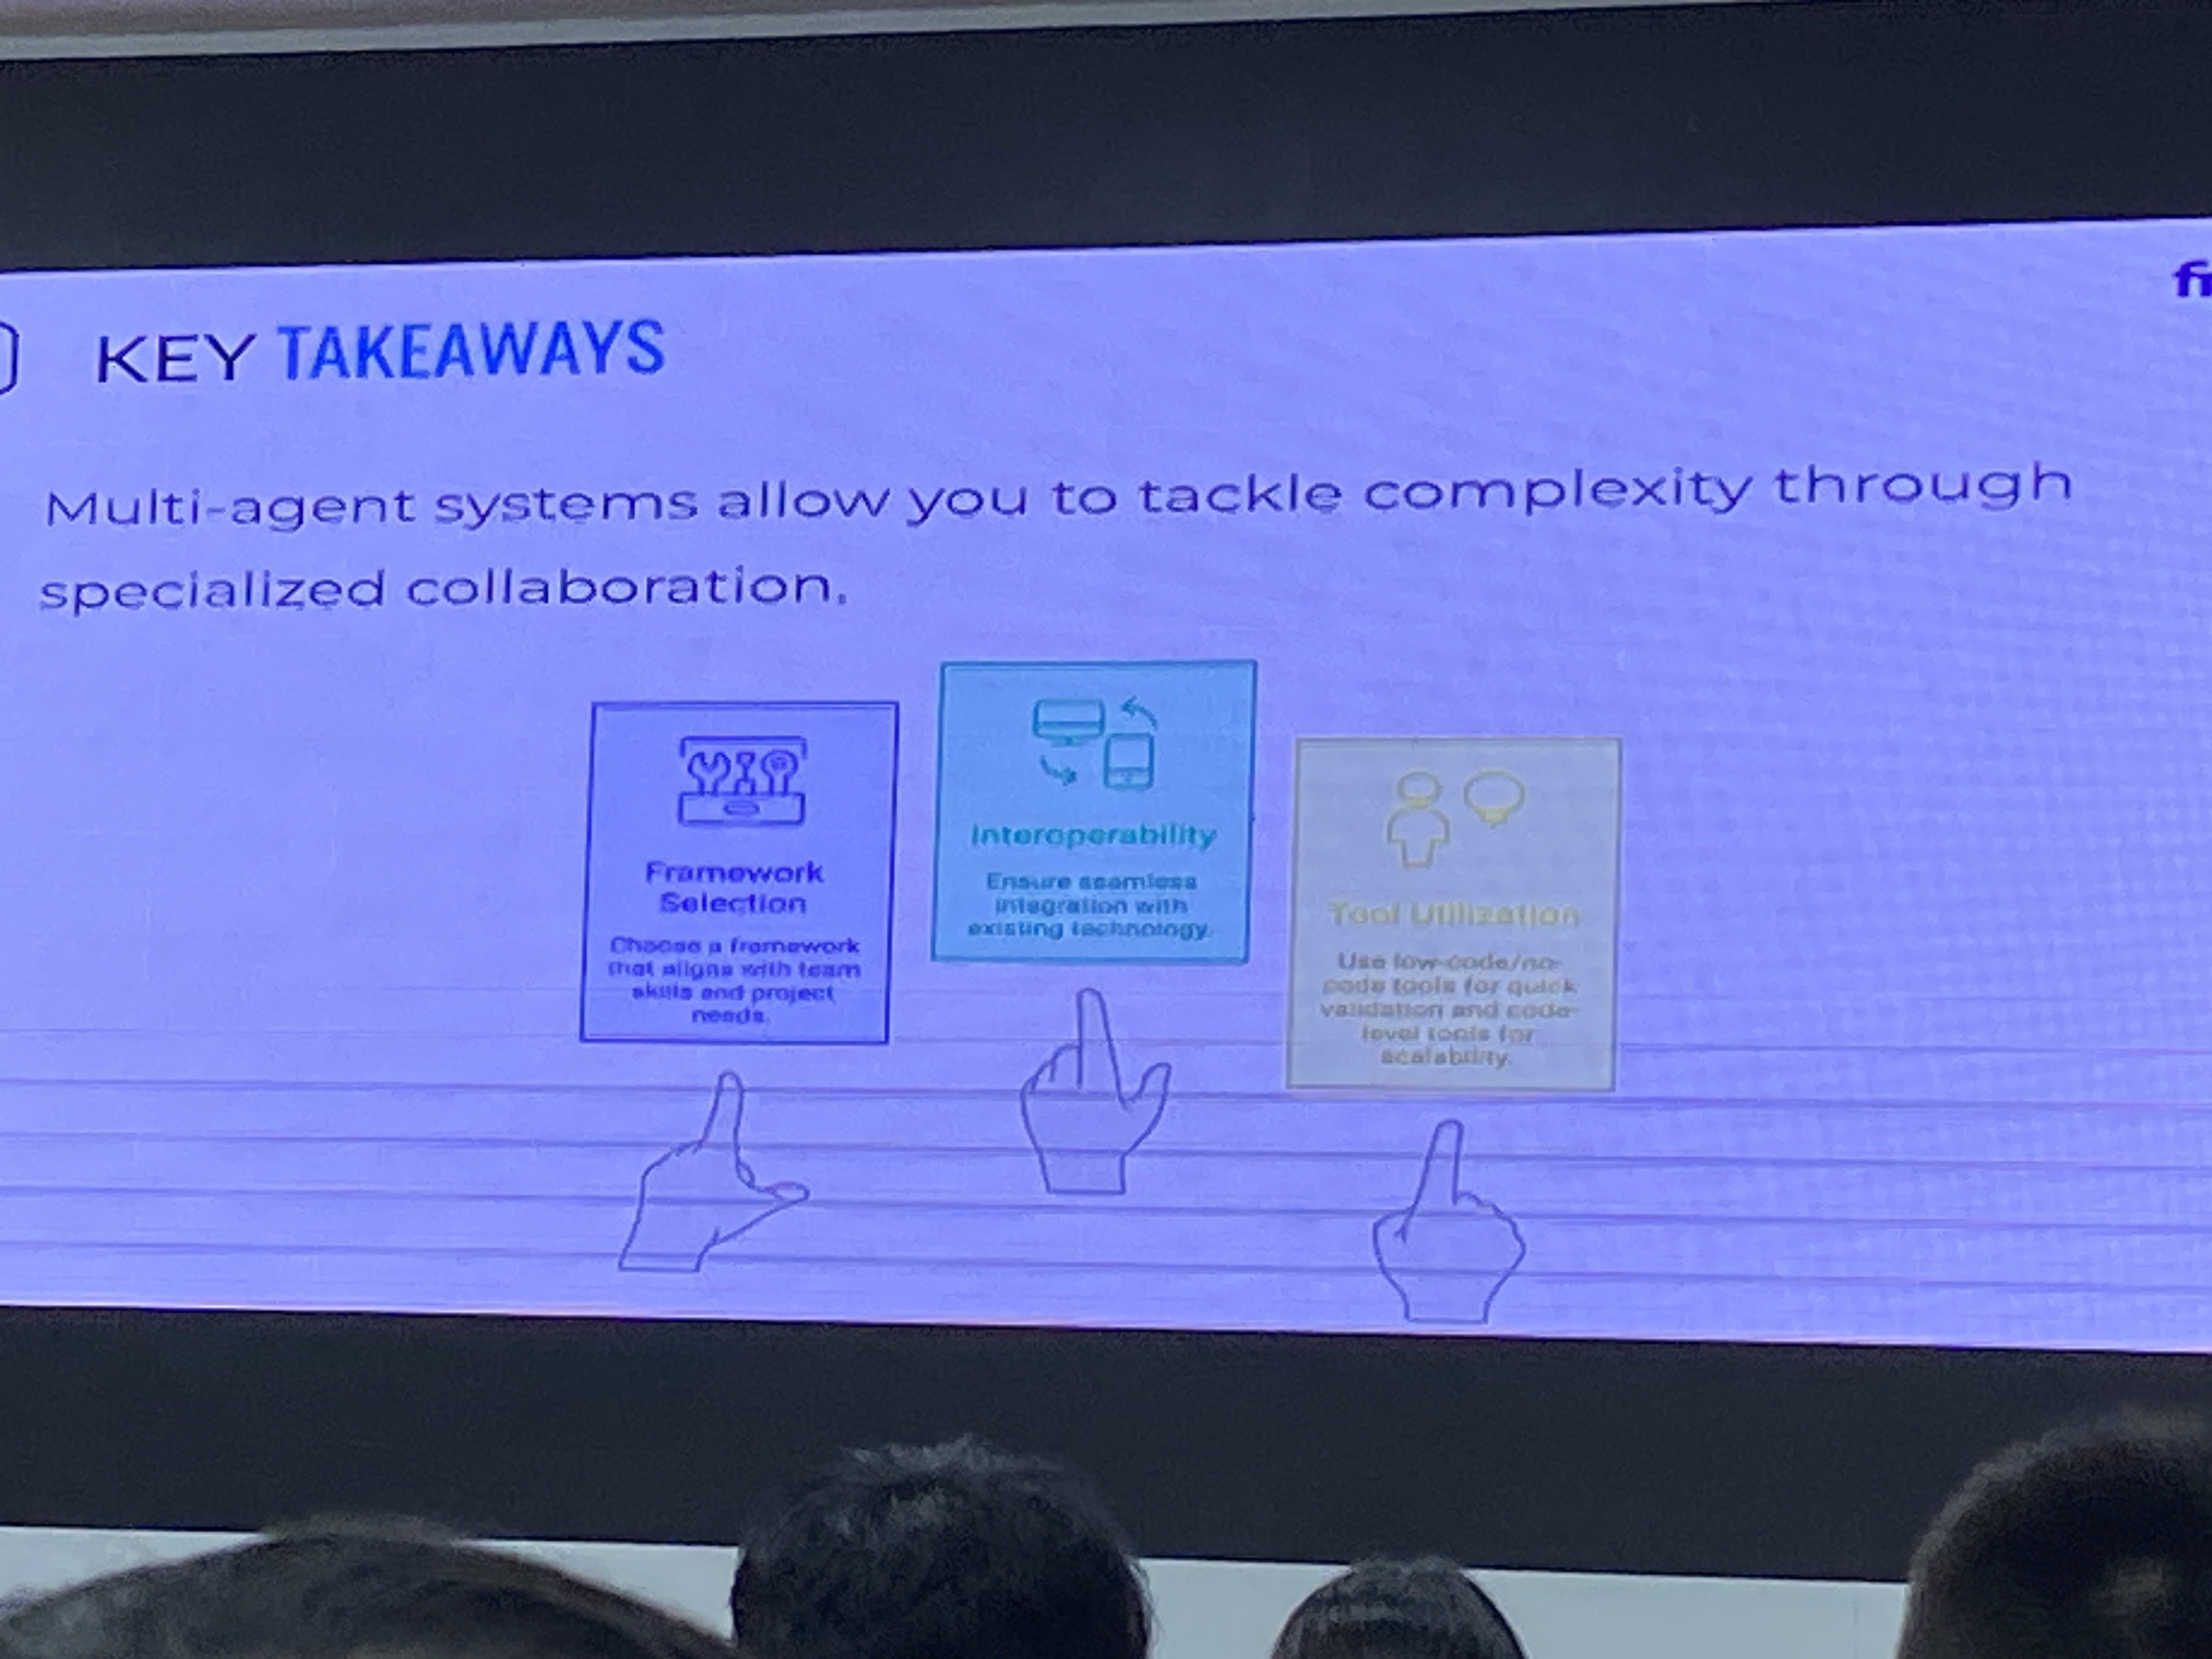 KEY TAKEAWAYS
Multi-agent systems allow you to tackle complexity through
specialized collaboration.
Framework
Selection
Choose a framework
that aligns with team
skills and project
needs.
Interoperability
Ensure seamless
integration with
existing technology.
Tool Utilization
Use low-code/no-
code tools for quick
validation and code-
level tools for
scalability.